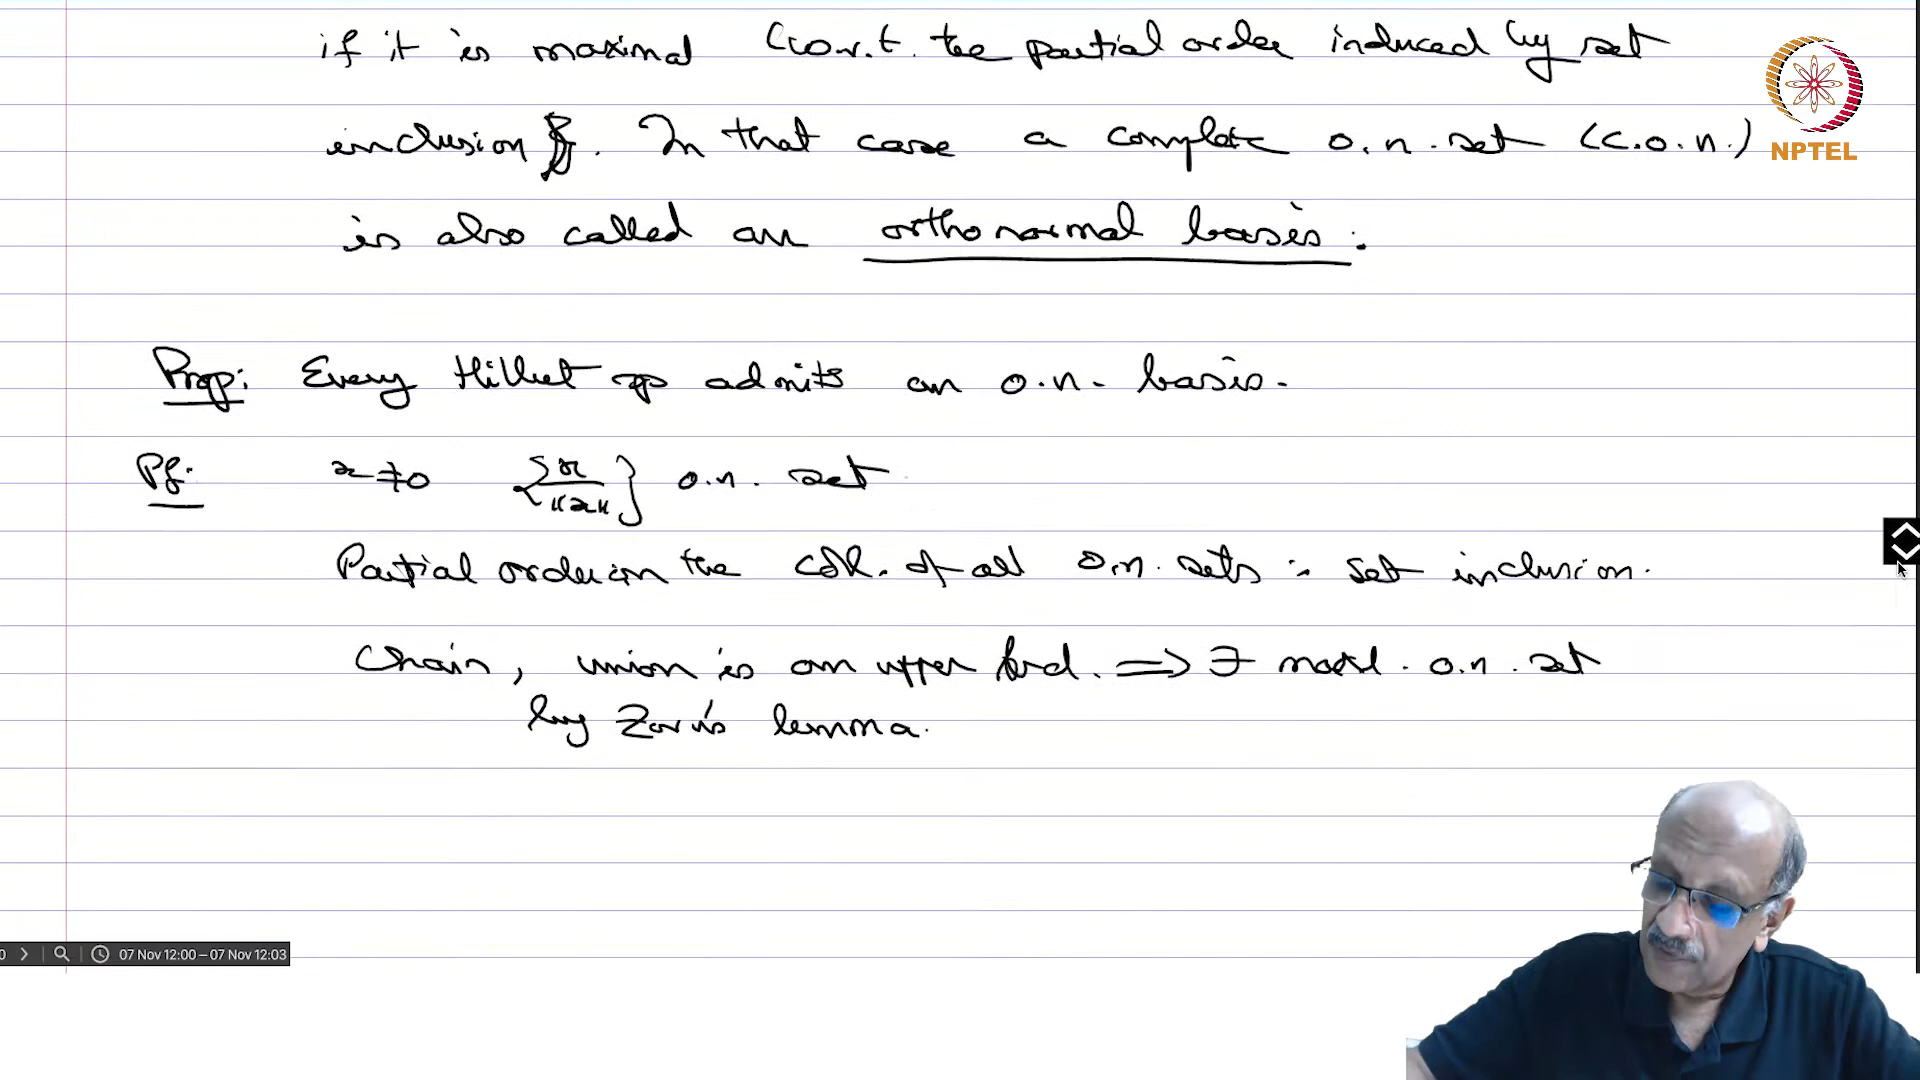 if it is maximal (w.r.t. the partial order induced by set
inclusion). In that case a complete o.n. set (c.o.n.)
is also called an orthonormal basis.
Prop: Every Hilbert sp admits an o.n. basis.
Pf: x≠0 {x/||x||} o.n. set
Partial order on the coll. of all o.n. sets : set inclusion.
Chain, union is an upper bd. ⟹ ∃ maxl. o.n. set
by Zorn's lemma.
NPTEL
0 07 Nov 12:00 – 07 Nov 12:03